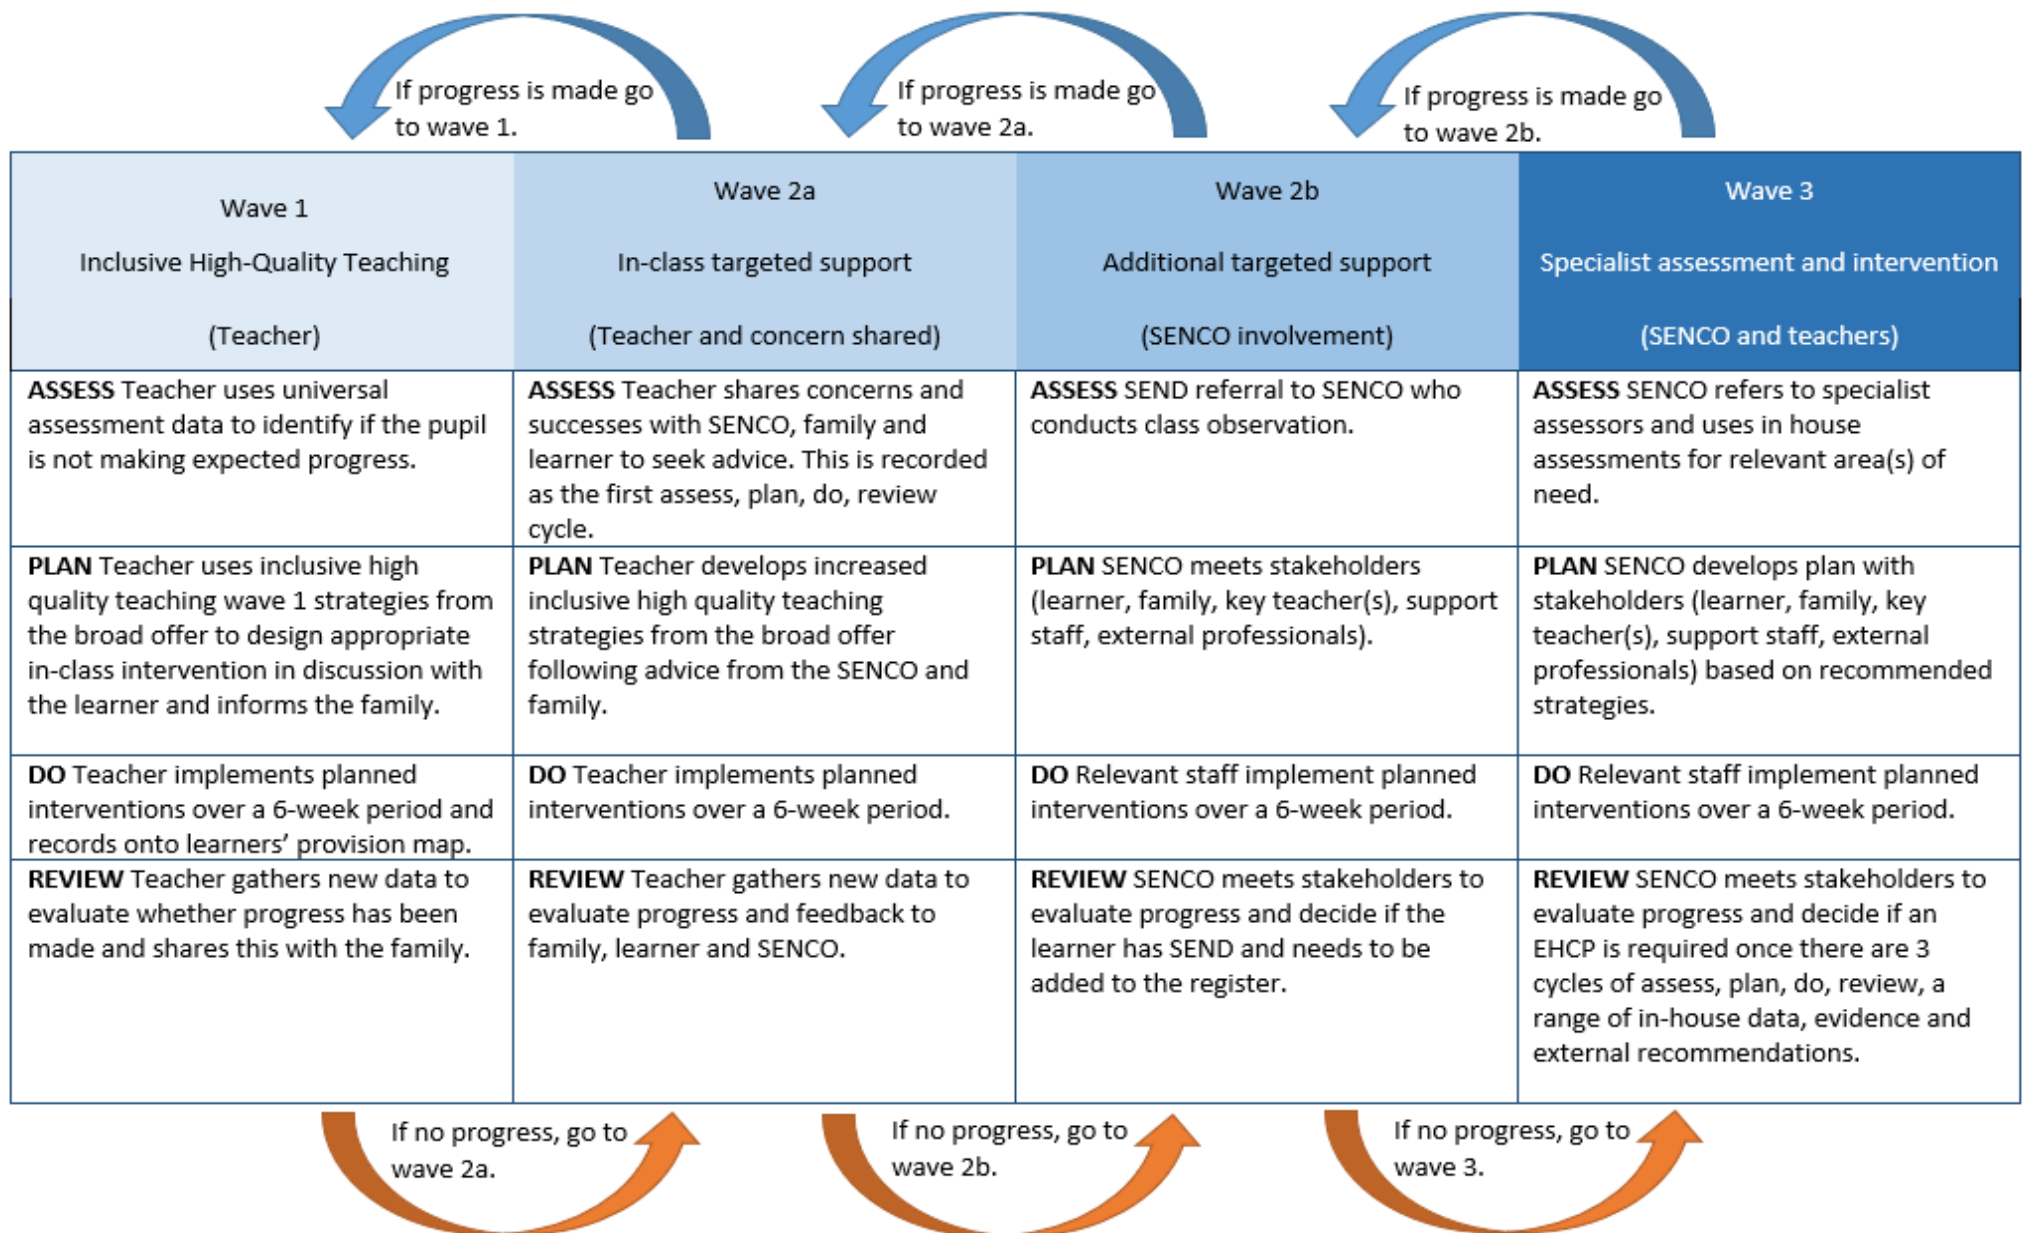 If progress is made go
to wave 1.
If progress is made go
to wave 2a.
If progress is made go
to wave 2b.
Wave 1
Inclusive High-Quality Teaching
(Teacher)
Wave 2a
In-class targeted support
(Teacher and concern shared)
Wave 2b
Additional targeted support
(SENCO involvement)
Wave 3
Specialist assessment and intervention
(SENCO and teachers)
ASSESS Teacher uses universal
assessment data to identify if the pupil
is not making expected progress.
ASSESS Teacher shares concerns and
successes with SENCO, family and
learner to seek advice. This is recorded
as the first assess, plan, do, review
cycle.
ASSESS SEND referral to SENCO who
conducts class observation.
ASSESS SENCO refers to specialist
assessors and uses in house
assessments for relevant area(s) of
need.
PLAN Teacher uses inclusive high
quality teaching wave 1 strategies from
the broad offer to design appropriate
in-class intervention in discussion with
the learner and informs the family.
PLAN Teacher develops increased
inclusive high quality teaching
strategies from the broad offer
following advice from the SENCO and
family.
PLAN SENCO meets stakeholders
(learner, family, key teacher(s), support
staff, external professionals).
PLAN SENCO develops plan with
stakeholders (learner, family, key
teacher(s), support staff, external
professionals) based on recommended
strategies.
DO Teacher implements planned
interventions over a 6-week period and
records onto learners’ provision map.
DO Teacher implements planned
interventions over a 6-week period.
DO Relevant staff implement planned
interventions over a 6-week period.
DO Relevant staff implement planned
interventions over a 6-week period.
REVIEW Teacher gathers new data to
evaluate whether progress has been
made and shares this with the family.
REVIEW Teacher gathers new data to
evaluate progress and feedback to
family, learner and SENCO.
REVIEW SENCO meets stakeholders to
evaluate progress and decide if the
learner has SEND and needs to be
added to the register.
REVIEW SENCO meets stakeholders to
evaluate progress and decide if an
EHCP is required once there are 3
cycles of assess, plan, do, review, a
range of in-house data, evidence and
external recommendations.
If no progress, go to
wave 2a.
If no progress, go to
wave 2b.
If no progress, go to
wave 3.